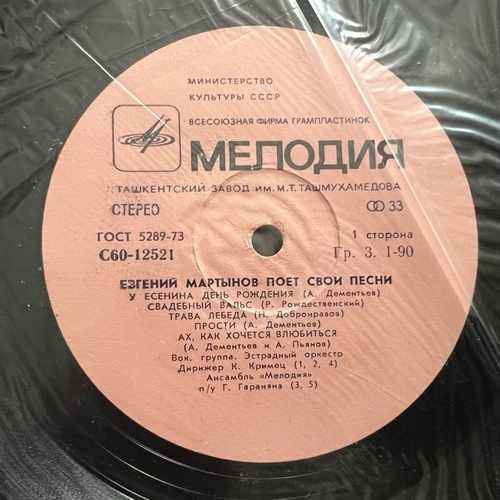 МИНИСТЕРСТВО
КУЛЬТУРЫ СССР
ВСЕСОЮЗНАЯ ФИРМА ГРАМПЛАСТИНОК
МЕЛОДИЯ
ТАШКЕНТСКИЙ ЗАВОД ИМ. М.Т. ТАШМУХАМЕДОВА
СТЕРЕО 33
ГОСТ 5289-73 1 сторона
С60-12521 Гр. 3. 1-90
ЕВГЕНИЙ МАРТЫНОВ ПОЕТ СВОИ ПЕСНИ
У ЕСЕНИНА ДЕНЬ РОЖДЕНИЯ (А. Дементьев)
СВАДЕБНЫЙ ВАЛЬС (Р. Рождественский)
ТРАВА ЛЕБЕДА (Н. Добронравов)
ПРОСТИ (А. Дементьев)
АХ, КАК ХОЧЕТСЯ ВЛЮБИТЬСЯ
(А. Дементьев и А. Пьянов)
Вок. группа. Эстрадный оркестр
Дирижер К. Кримец (1, 2, 4)
Ансамбль «Мелодия»
п/у Г. Гараняна (3, 5)